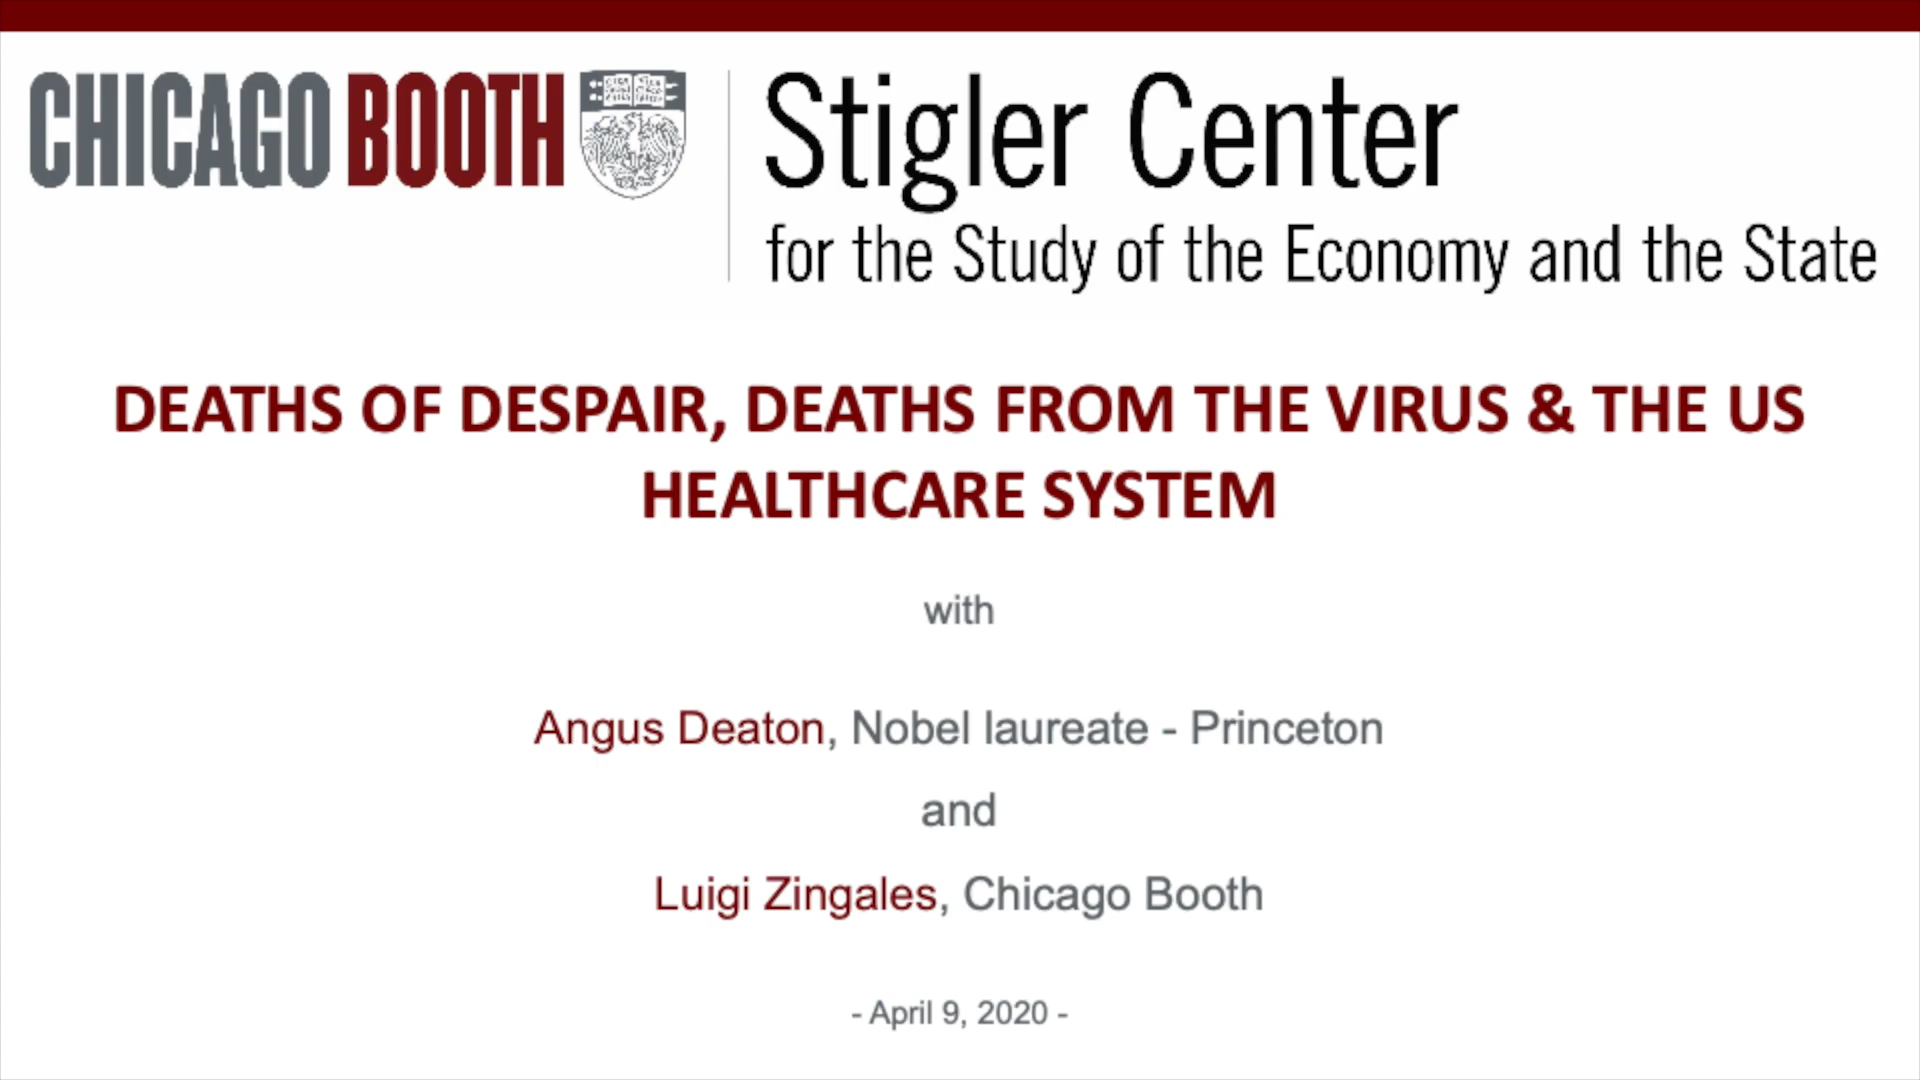 CHICAGO BOOTH
Stigler Center
for the Study of the Economy and the State
DEATHS OF DESPAIR, DEATHS FROM THE VIRUS & THE US
HEALTHCARE SYSTEM
with
Angus Deaton, Nobel laureate - Princeton
and
Luigi Zingales, Chicago Booth
- April 9, 2020 -